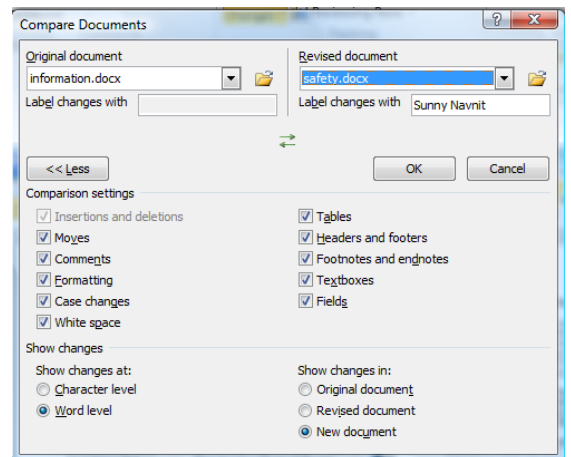 Compare Documents
Original document
Revised document
information.docx
safety.docx
Label changes with
Label changes with Sunny Navnit
<< Less
OK
Cancel
Comparison settings
Insertions and deletions
Tables
Moves
Headers and footers
Comments
Footnotes and endnotes
Formatting
Textboxes
Case changes
Fields
White space
Show changes
Show changes at:
Show changes in:
Character level
Original document
Word level
Revised document
New document